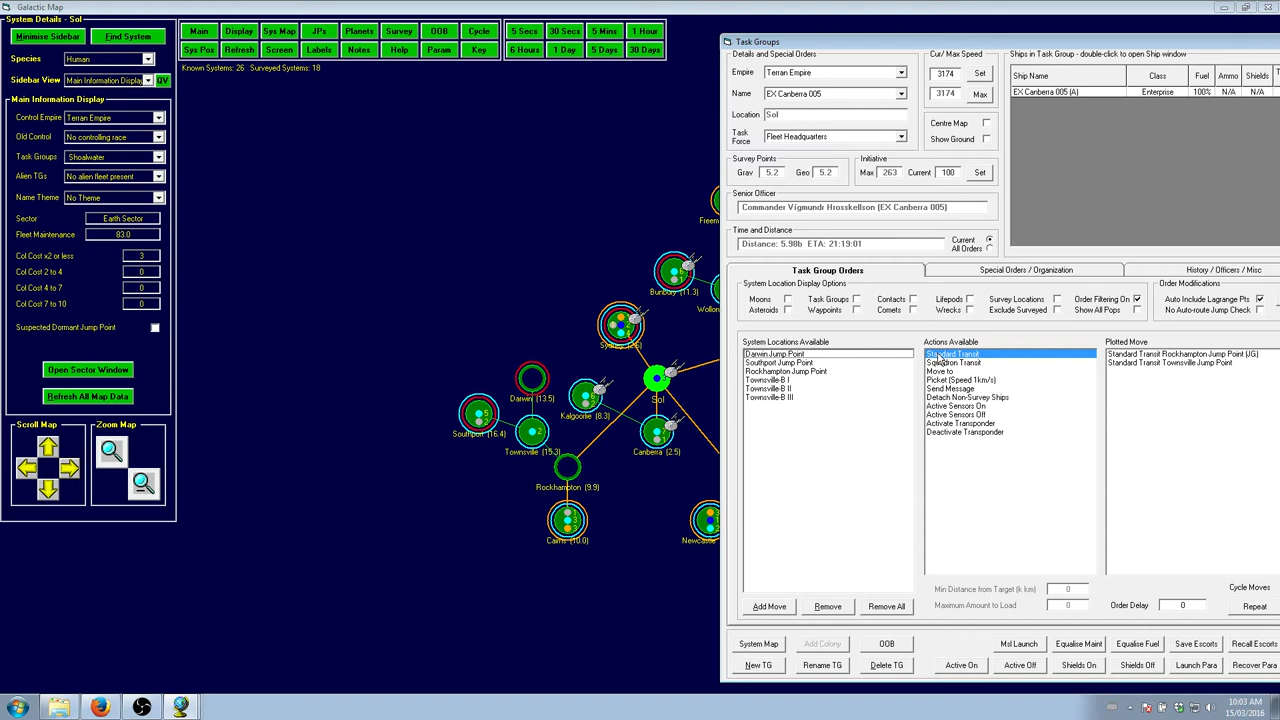 Galactic Map
System Details - Sol
Minimise Sidebar
Find System
Species
Human
Sidebar View
Main Information Display
QV
Main Information Display
Control Empire
Terran Empire
Old Control
No controlling race
Task Groups
Shoalwater
Alien TGs
No alien fleet present
Name Theme
No Theme
Sector
Earth Sector
Fleet Maintenance
83.0
Col Cost x2 or less
3
Col Cost 2 to 4
0
Col Cost 4 to 7
0
Col Cost 7 to 10
0
Suspected Dormant Jump Point
Open Sector Window
Refresh All Map Data
Scroll Map
Zoom Map
Main
Display
Sys Map
JPs
Planets
Survey
OOB
Cycle
Sys Pos
Refresh
Screen
Labels
Notes
Help
Param
Key
5 Secs
30 Secs
5 Mins
1 Hour
6 Hours
1 Day
5 Days
30 Days
Known Systems: 26 Surveyed Systems: 18
Bunbury (11.3)
Sol
Darwin (13.5)
Kalgoorlie (8.3)
Southport (16.4)
Townsville (15.3)
Canberra (2.5)
Rockhampton (9.9)
Cairns (10.0)
Task Groups
Details and Special Orders
Empire
Terran Empire
Name
EX Canberra 005
Location
Sol
Task Force
Fleet Headquarters
Cur/ Max Speed
3174
Set
3174
Max
Centre Map
Show Ground
Ships in Task Group - double-click to open Ship window
Ship Name
Class
Fuel
Ammo
Shields
EX Canberra 005 (A)
Enterprise
100%
N/A
N/A
Survey Points
Grav
5.2
Geo
5.2
Initiative
Max
263
Current
100
Set
Senior Officer
Commander Vigmundr Hrosskellson (EX Canberra 005)
Time and Distance
Distance: 5.98b ETA: 21:19:01
Current
All Orders
Task Group Orders
Special Orders / Organization
History / Officers / Misc
System Location Display Options
Moons
Task Groups
Contacts
Lifepods
Survey Locations
Order Filtering On
Asteroids
Waypoints
Comets
Wrecks
Exclude Surveyed
Show All Pops
Order Modifications
Auto Include Lagrange Pts
No Auto-route Jump Check
System Locations Available
Darwin Jump Point
Southport Jump Point
Rockhampton Jump Point
Townsville-B I
Townsville-B II
Townsville-B III
Actions Available
Standard Transit
Squadron Transit
Move to
Picket (Speed 1km/s)
Send Message
Detach Non-Survey Ships
Active Sensors On
Active Sensors Off
Activate Transponder
Deactivate Transponder
Plotted Move
Standard Transit Rockhampton Jump Point (JG)
Standard Transit Townsville Jump Point
Min Distance from Target (k km)
0
Maximum Amount to Load
0
Order Delay
0
Cycle Moves
Repeat
Add Move
Remove
Remove All
System Map
Add Colony
OOB
Msl Launch
Equalise Maint
Equalise Fuel
Save Escorts
Recall Escorts
New TG
Rename TG
Delete TG
Active On
Active Off
Shields On
Shields Off
Launch Para
Recover Para
10:03 AM
15/03/2016